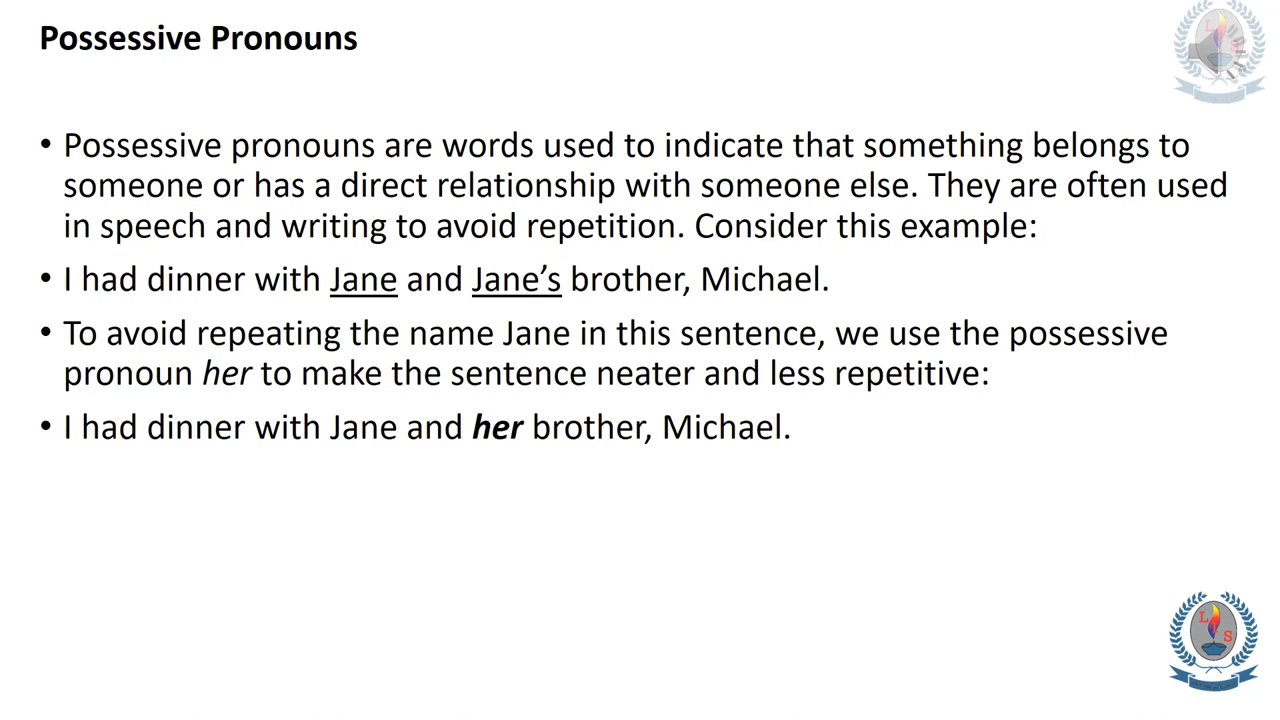 Possessive Pronouns
• Possessive pronouns are words used to indicate that something belongs to
someone or has a direct relationship with someone else. They are often used
in speech and writing to avoid repetition. Consider this example:
• I had dinner with Jane and Jane’s brother, Michael.
• To avoid repeating the name Jane in this sentence, we use the possessive
pronoun her to make the sentence neater and less repetitive:
• I had dinner with Jane and her brother, Michael.
L
S
L
S